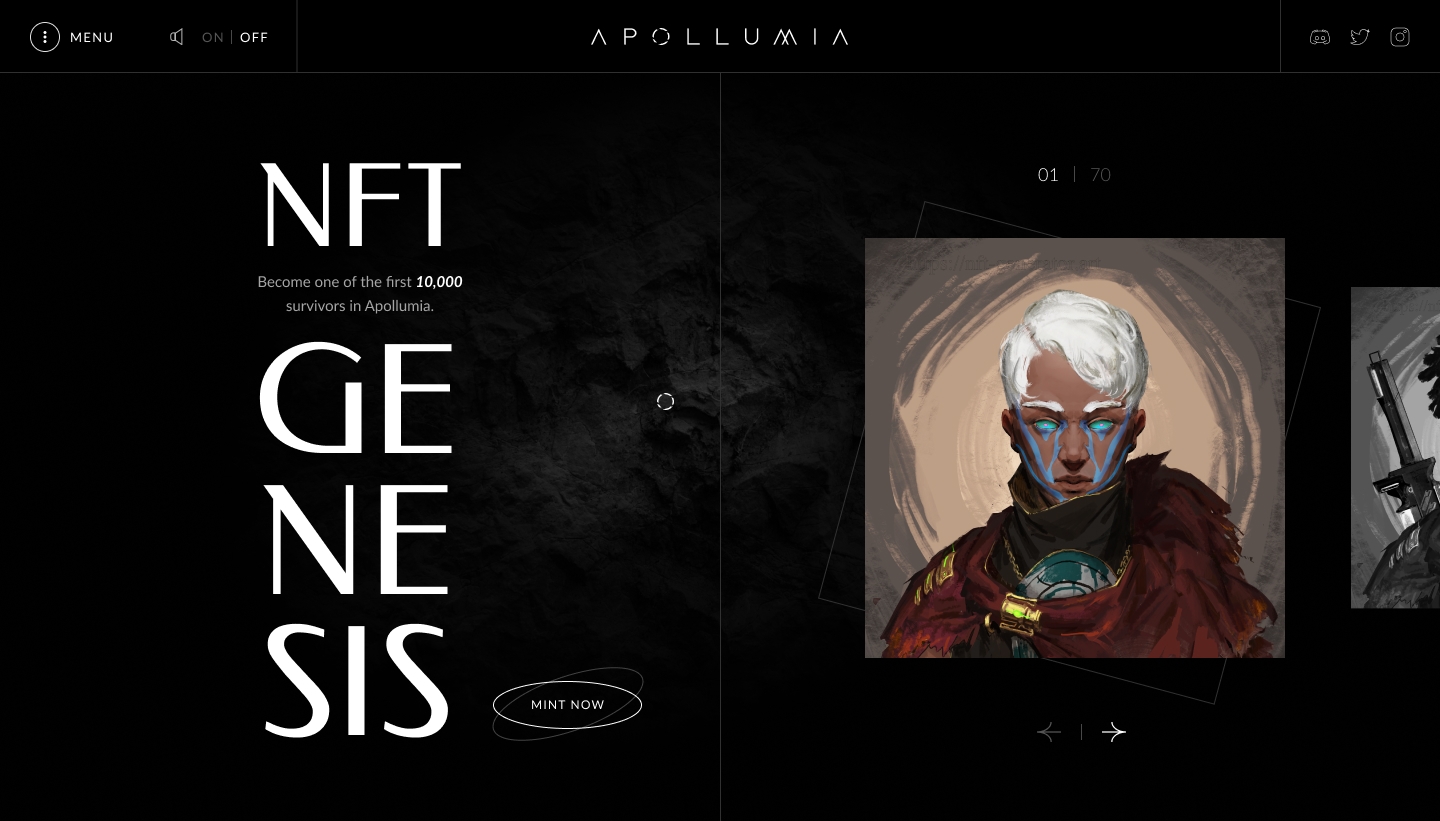 MENU
ON | OFF
APOLLUMIA
NFT
Become one of the first 10,000
survivors in Apollumia.
GE
NE
SIS
MINT NOW
01 | 70